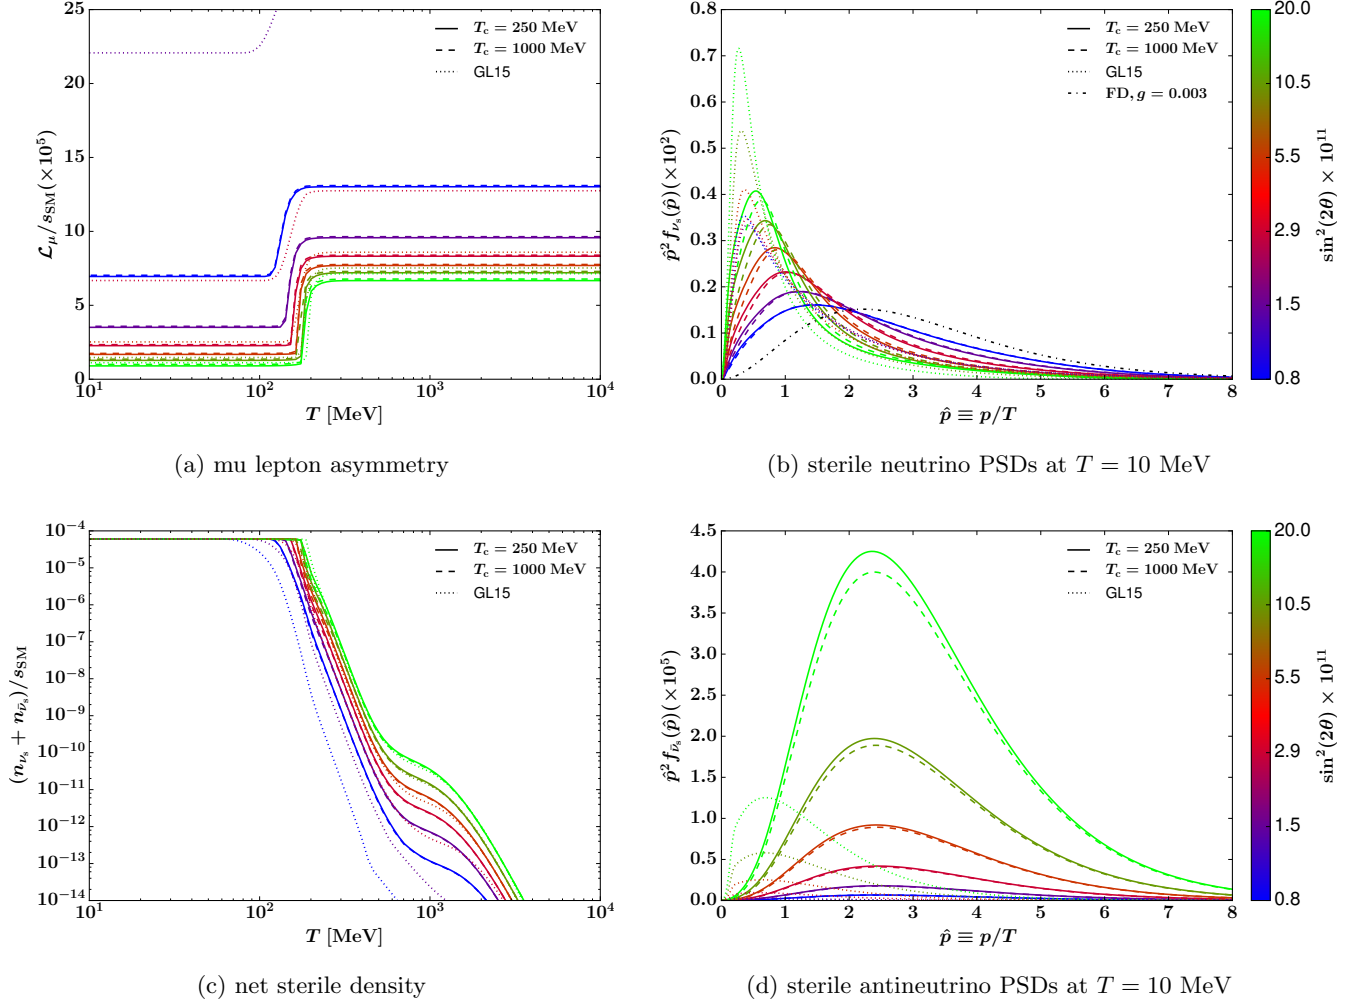 25
20
15
10
5
0
10^1
10^2
10^3
10^4
T [MeV]
𝓛_μ/s_SM(×10^5)
T_c = 250 MeV
T_c = 1000 MeV
GL15
(a) mu lepton asymmetry
0.8
0.7
0.6
0.5
0.4
0.3
0.2
0.1
0.0
0 1 2 3 4 5 6 7 8
p̂ ≡ p/T
p̂^2 f_{ν_s}(p̂)(×10^2)
T_c = 250 MeV
T_c = 1000 MeV
GL15
FD, g = 0.003
20.0
10.5
5.5
2.9
1.5
0.8
sin^2(2θ) × 10^11
(b) sterile neutrino PSDs at T = 10 MeV
10^−4
10^−5
10^−6
10^−7
10^−8
10^−9
10^−10
10^−11
10^−12
10^−13
10^−14
10^1
10^2
10^3
10^4
T [MeV]
(n_{ν_s} + n_{ν̄_s})/s_SM
T_c = 250 MeV
T_c = 1000 MeV
GL15
(c) net sterile density
4.5
4.0
3.5
3.0
2.5
2.0
1.5
1.0
0.5
0.0
0 1 2 3 4 5 6 7 8
p̂ ≡ p/T
p̂^2 f_{ν̄_s}(p̂)(×10^5)
T_c = 250 MeV
T_c = 1000 MeV
GL15
20.0
10.5
5.5
2.9
1.5
0.8
sin^2(2θ) × 10^11
(d) sterile antineutrino PSDs at T = 10 MeV